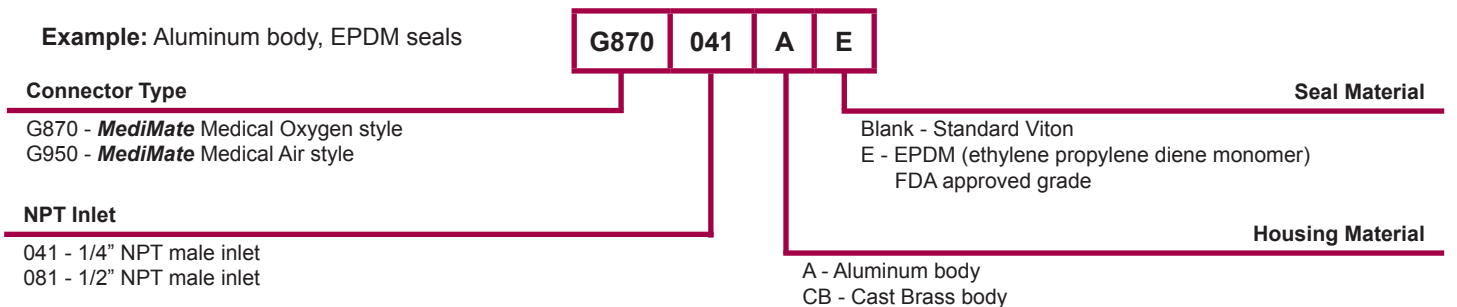 Example: Aluminum body, EPDM seals
G870 041 A E
Connector Type
G870 - MediMate Medical Oxygen style
G950 - MediMate Medical Air style
NPT Inlet
041 - 1/4” NPT male inlet
081 - 1/2” NPT male inlet
Seal Material
Blank - Standard Viton
E - EPDM (ethylene propylene diene monomer)
FDA approved grade
Housing Material
A - Aluminum body
CB - Cast Brass body